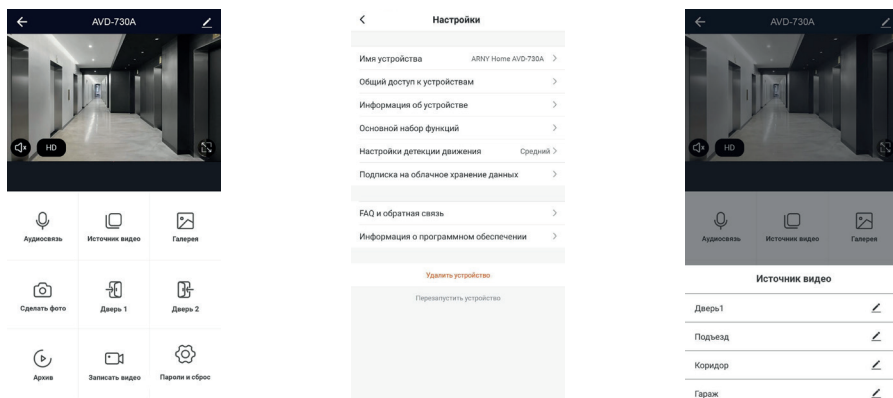 AVD-730A
HD
Аудиосвязь
Источник видео
Галерея
Сделать фото
Дверь 1
Дверь 2
Архив
Записать видео
Пароли и сброс
Настройки
Имя устройства ARNY Home AVD-730A
Общий доступ к устройствам
Информация об устройстве
Основной набор функций
Настройки детекции движения Средний
Подписка на облачное хранение данных
FAQ и обратная связь
Информация о программном обеспечении
Удалить устройство
Перезапустить устройство
AVD-730A
HD
Аудиосвязь
Источник видео
Галерея
Источник видео
Дверь1
Подъезд
Коридор
Гараж